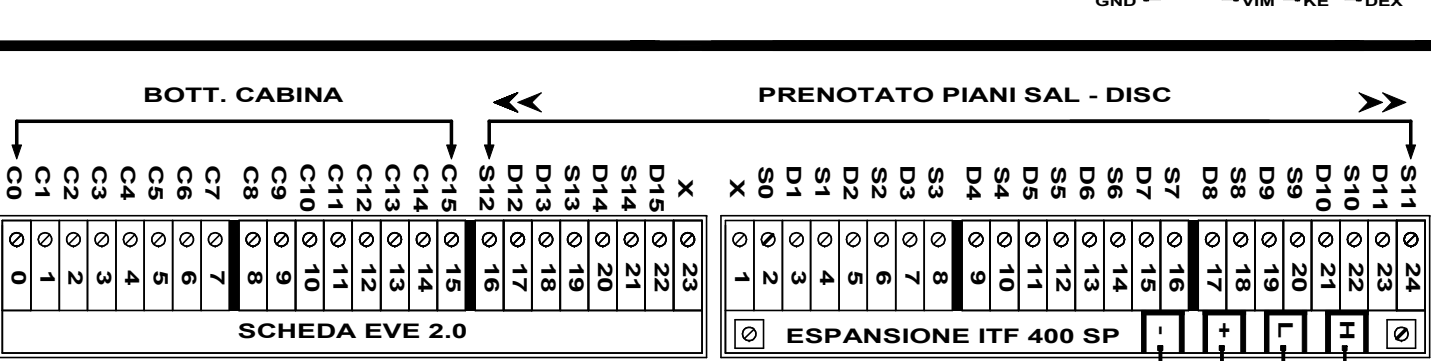 GND VIM KE DEX
BOTT. CABINA << PRENOTATO PIANI SAL - DISC >>
C0 C1 C2 C3 C4 C5 C6 C7 C8 C9 C10 C11 C12 C13 C14 C15 S12 D12 D13 S13 D14 S14 D15 X X S0 D1 S1 D2 S2 D3 S3 D4 S4 D5 S5 D6 S6 D7 S7 D8 S8 D9 S9 D10 S10 D11 S11
0 1 2 3 4 5 6 7 8 9 10 11 12 13 14 15 16 17 18 19 20 21 22 23 1 2 3 4 5 6 7 8 9 10 11 12 13 14 15 16 17 18 19 20 21 22 23 24
SCHEDA EVE 2.0 ESPANSIONE ITF 400 SP - + L H